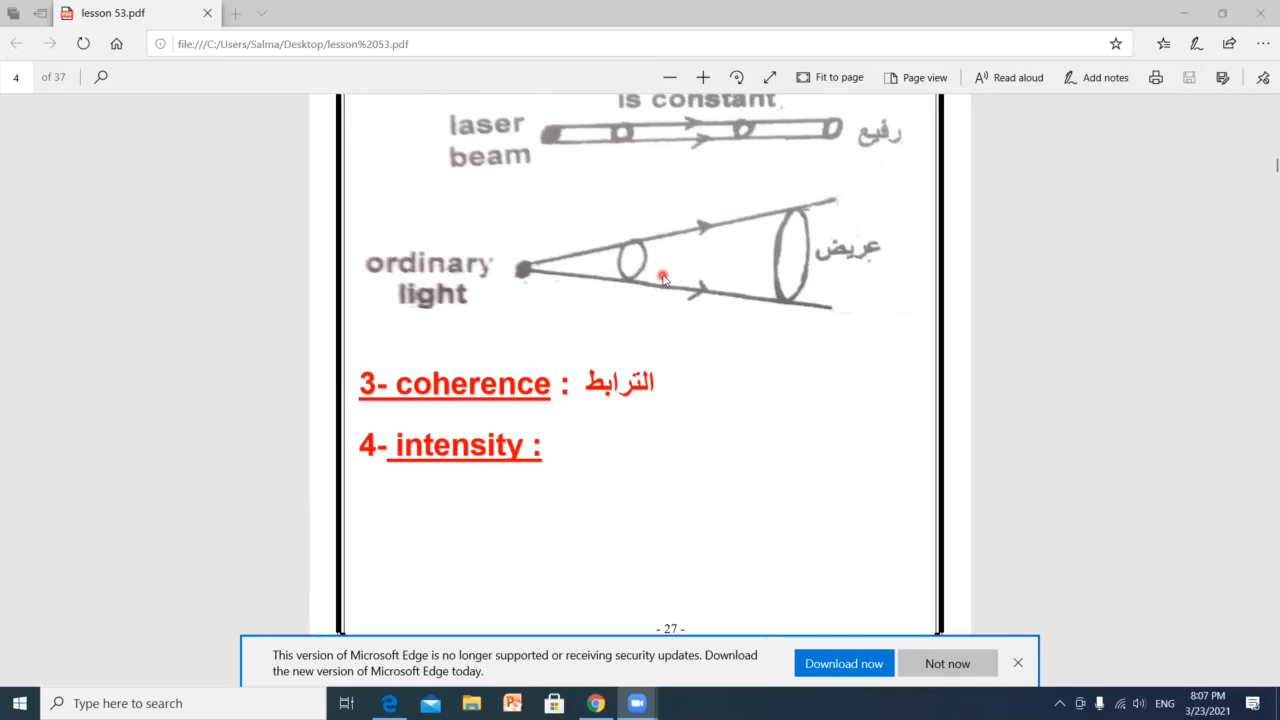 lesson 53.pdf
file:///C:/Users/Salma/Desktop/lesson%2053.pdf
4 of 37
Fit to page
Page view
Read aloud
Add notes
is constant
laser
beam
رفيع
ordinary
light
عريض
3- coherence : الترابط
4- intensity :
- 27 -
This version of Microsoft Edge is no longer supported or receiving security updates. Download
the new version of Microsoft Edge today.
Download now
Not now
Type here to search
ENG
8:07 PM
3/23/2021